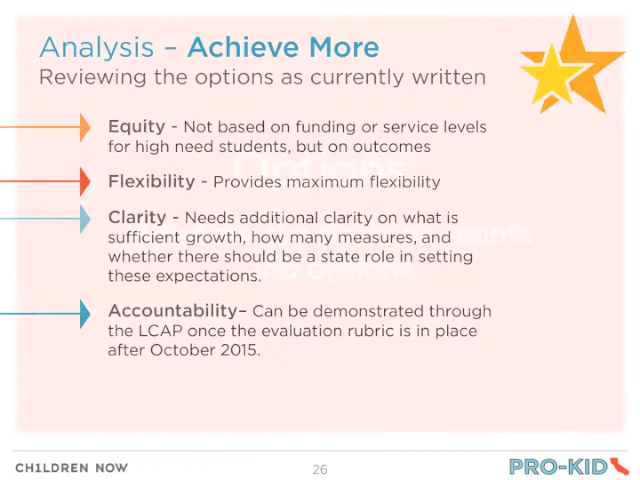 Analysis – Achieve More
Reviewing the options as currently written
Equity - Not based on funding or service levels
for high need students, but on outcomes
Flexibility - Provides maximum flexibility
Clarity - Needs additional clarity on what is
sufficient growth, how many measures, and
whether there should be a state role in setting
these expectations.
Accountability– Can be demonstrated through
the LCAP once the evaluation rubric is in place
after October 2015.
CH1LDREN NOW
26
PRO-KID